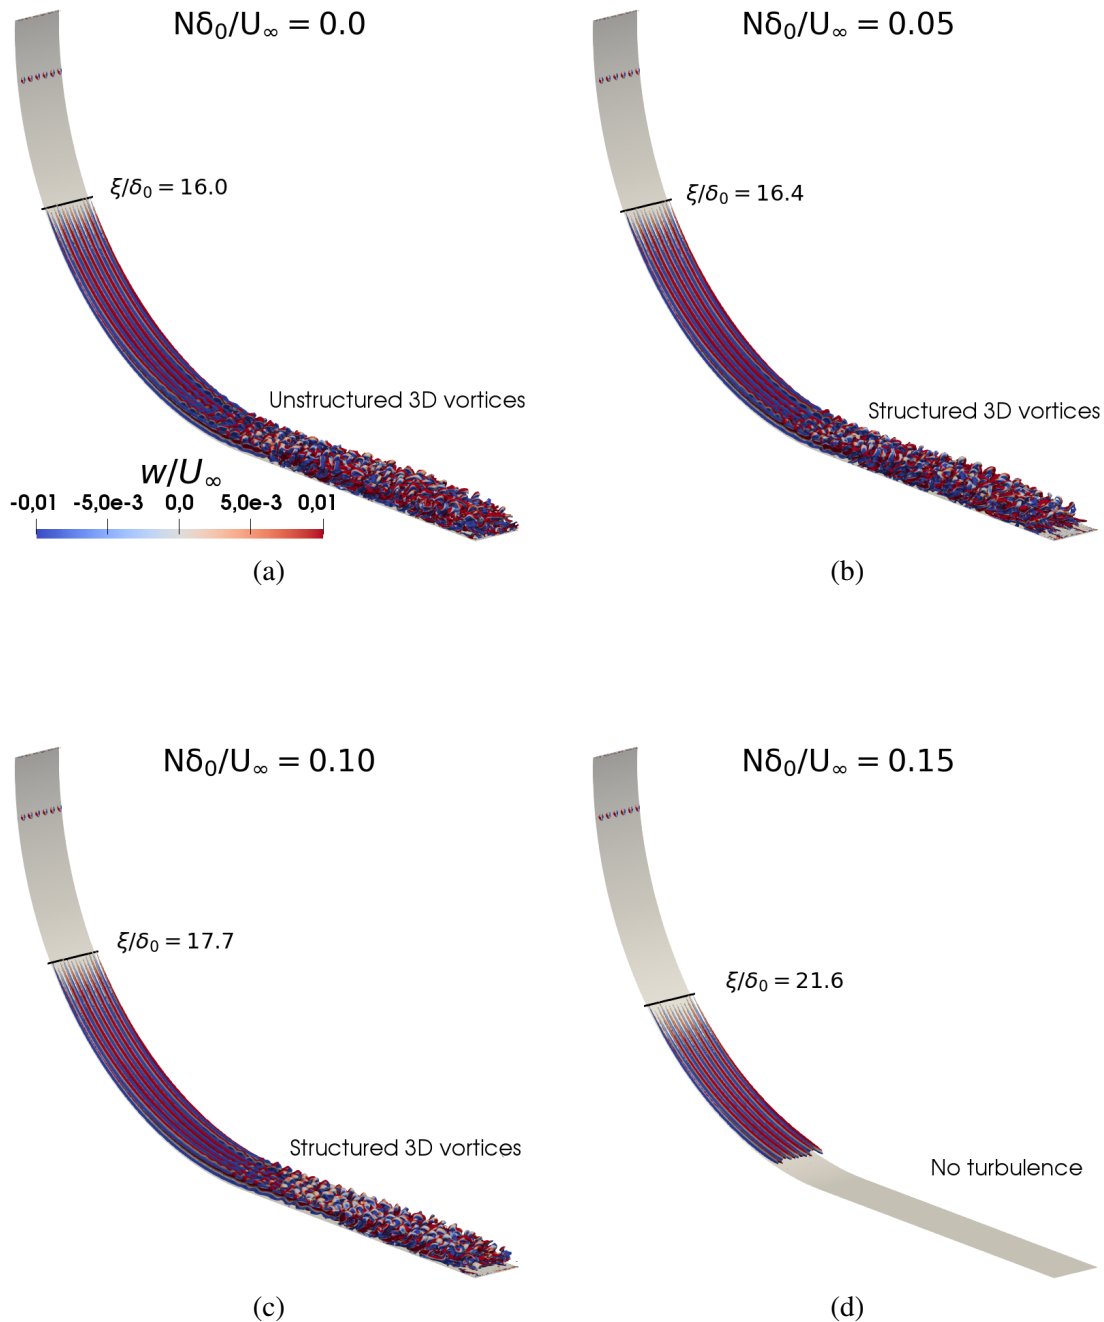 Nδ₀/U∞ = 0.0
Nδ₀/U∞ = 0.05
ξ/δ₀ = 16.0
ξ/δ₀ = 16.4
Unstructured 3D vortices
Structured 3D vortices
w/U∞
-0,01 -5,0e-3 0,0 5,0e-3 0,01
(a)
(b)
Nδ₀/U∞ = 0.10
Nδ₀/U∞ = 0.15
ξ/δ₀ = 17.7
ξ/δ₀ = 21.6
Structured 3D vortices
No turbulence
(c)
(d)